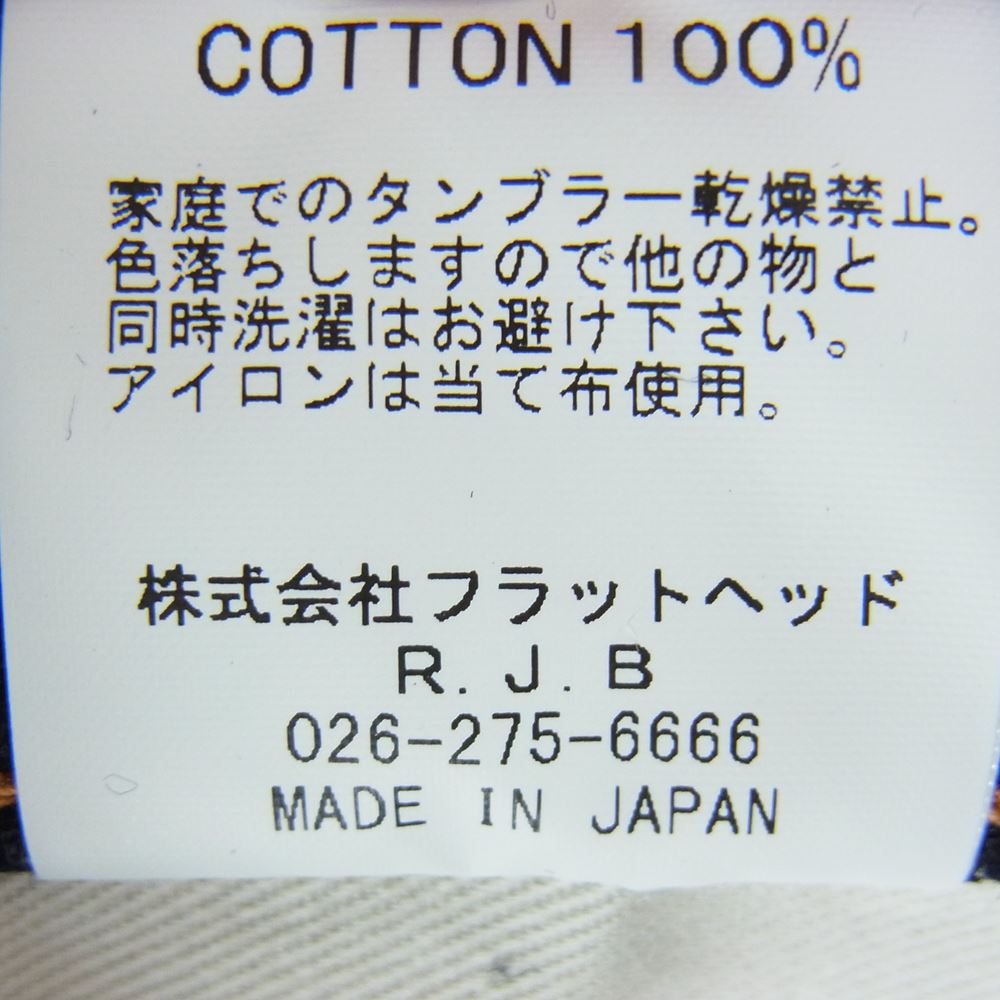 COTTON 100%
家庭でのタンブラー乾燥禁止。
色落ちしますので他の物と
同時洗濯はお避け下さい。
アイロンは当て布使用。
株式会社フラットヘッド
R.J.B
026-275-6666
MADE IN JAPAN